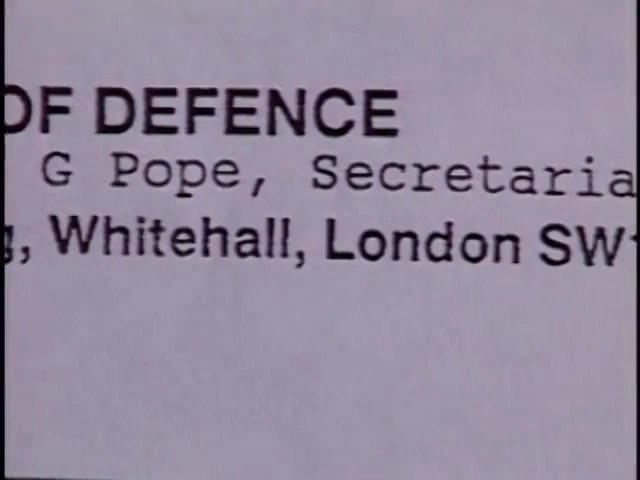 OF DEFENCE
G Pope, Secretaria
, Whitehall, London SW